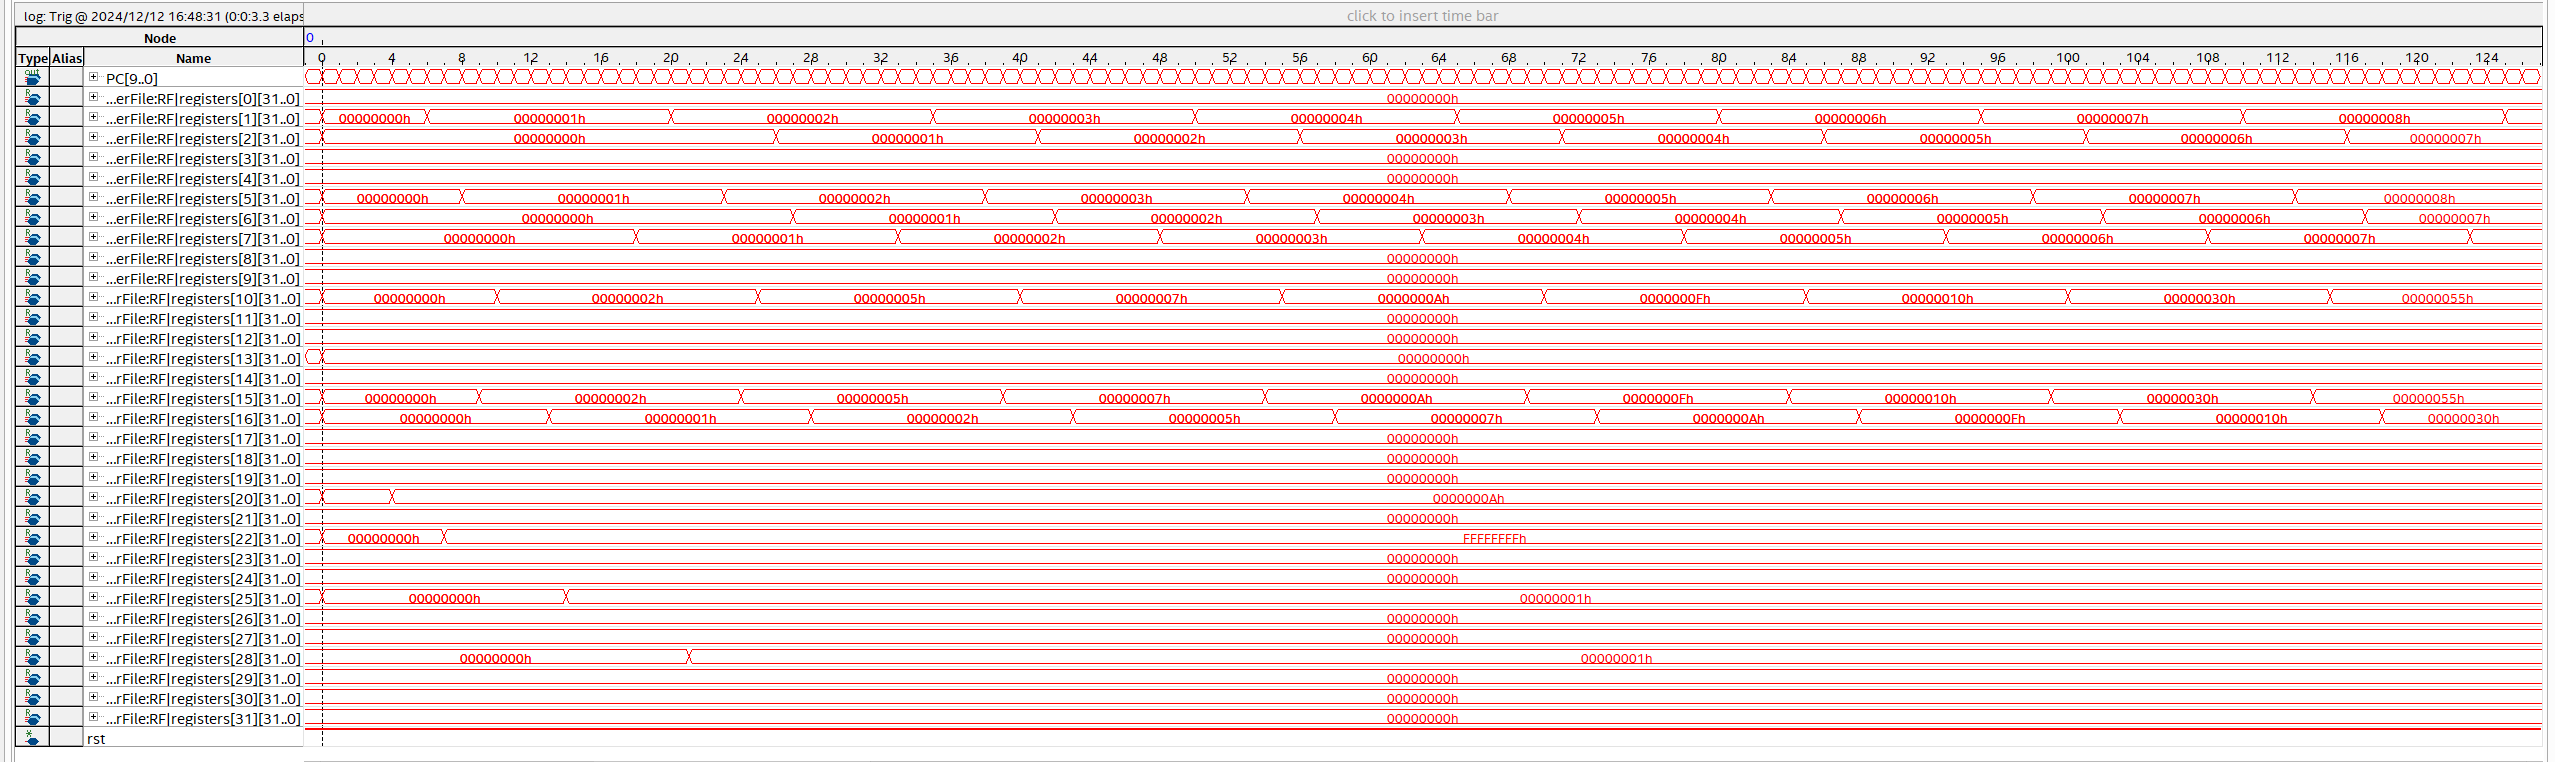 log: Trig @ 2024/12/12 16:48:31 (0:0:3.3 elaps click to insert time bar
Node 0
Type Alias Name 0 4 8 12 16 20 24 28 32 36 40 44 48 52 56 60 64 68 72 76 80 84 88 92 96 100 104 108 112 116 120 124
PC[9..0]
...erFile:RF|registers[0][31..0] 00000000h
...erFile:RF|registers[1][31..0] 00000000h 00000001h 00000002h 00000003h 00000004h 00000005h 00000006h 00000007h 00000008h
...erFile:RF|registers[2][31..0] 00000000h 00000001h 00000002h 00000003h 00000004h 00000005h 00000006h 00000007h
...erFile:RF|registers[3][31..0] 00000000h
...erFile:RF|registers[4][31..0] 00000000h
...erFile:RF|registers[5][31..0] 00000000h 00000001h 00000002h 00000003h 00000004h 00000005h 00000006h 00000007h 00000008h
...erFile:RF|registers[6][31..0] 00000000h 00000001h 00000002h 00000003h 00000004h 00000005h 00000006h 00000007h
...erFile:RF|registers[7][31..0] 00000000h 00000001h 00000002h 00000003h 00000004h 00000005h 00000006h 00000007h
...erFile:RF|registers[8][31..0] 00000000h
...erFile:RF|registers[9][31..0] 00000000h
...rFile:RF|registers[10][31..0] 00000000h 00000002h 00000005h 00000007h 0000000Ah 0000000Fh 00000010h 00000030h 00000055h
...rFile:RF|registers[11][31..0] 00000000h
...rFile:RF|registers[12][31..0] 00000000h
...rFile:RF|registers[13][31..0] 00000000h
...rFile:RF|registers[14][31..0] 00000000h
...rFile:RF|registers[15][31..0] 00000000h 00000002h 00000005h 00000007h 0000000Ah 0000000Fh 00000010h 00000030h 00000055h
...rFile:RF|registers[16][31..0] 00000000h 00000001h 00000002h 00000005h 00000007h 0000000Ah 0000000Fh 00000010h 00000030h
...rFile:RF|registers[17][31..0] 00000000h
...rFile:RF|registers[18][31..0] 00000000h
...rFile:RF|registers[19][31..0] 00000000h
...rFile:RF|registers[20][31..0] 0000000Ah
...rFile:RF|registers[21][31..0] 00000000h
...rFile:RF|registers[22][31..0] 00000000h FFFFFFFFh
...rFile:RF|registers[23][31..0] 00000000h
...rFile:RF|registers[24][31..0] 00000000h
...rFile:RF|registers[25][31..0] 00000000h 00000001h
...rFile:RF|registers[26][31..0] 00000000h
...rFile:RF|registers[27][31..0] 00000000h
...rFile:RF|registers[28][31..0] 00000000h 00000001h
...rFile:RF|registers[29][31..0] 00000000h
...rFile:RF|registers[30][31..0] 00000000h
...rFile:RF|registers[31][31..0] 00000000h
rst